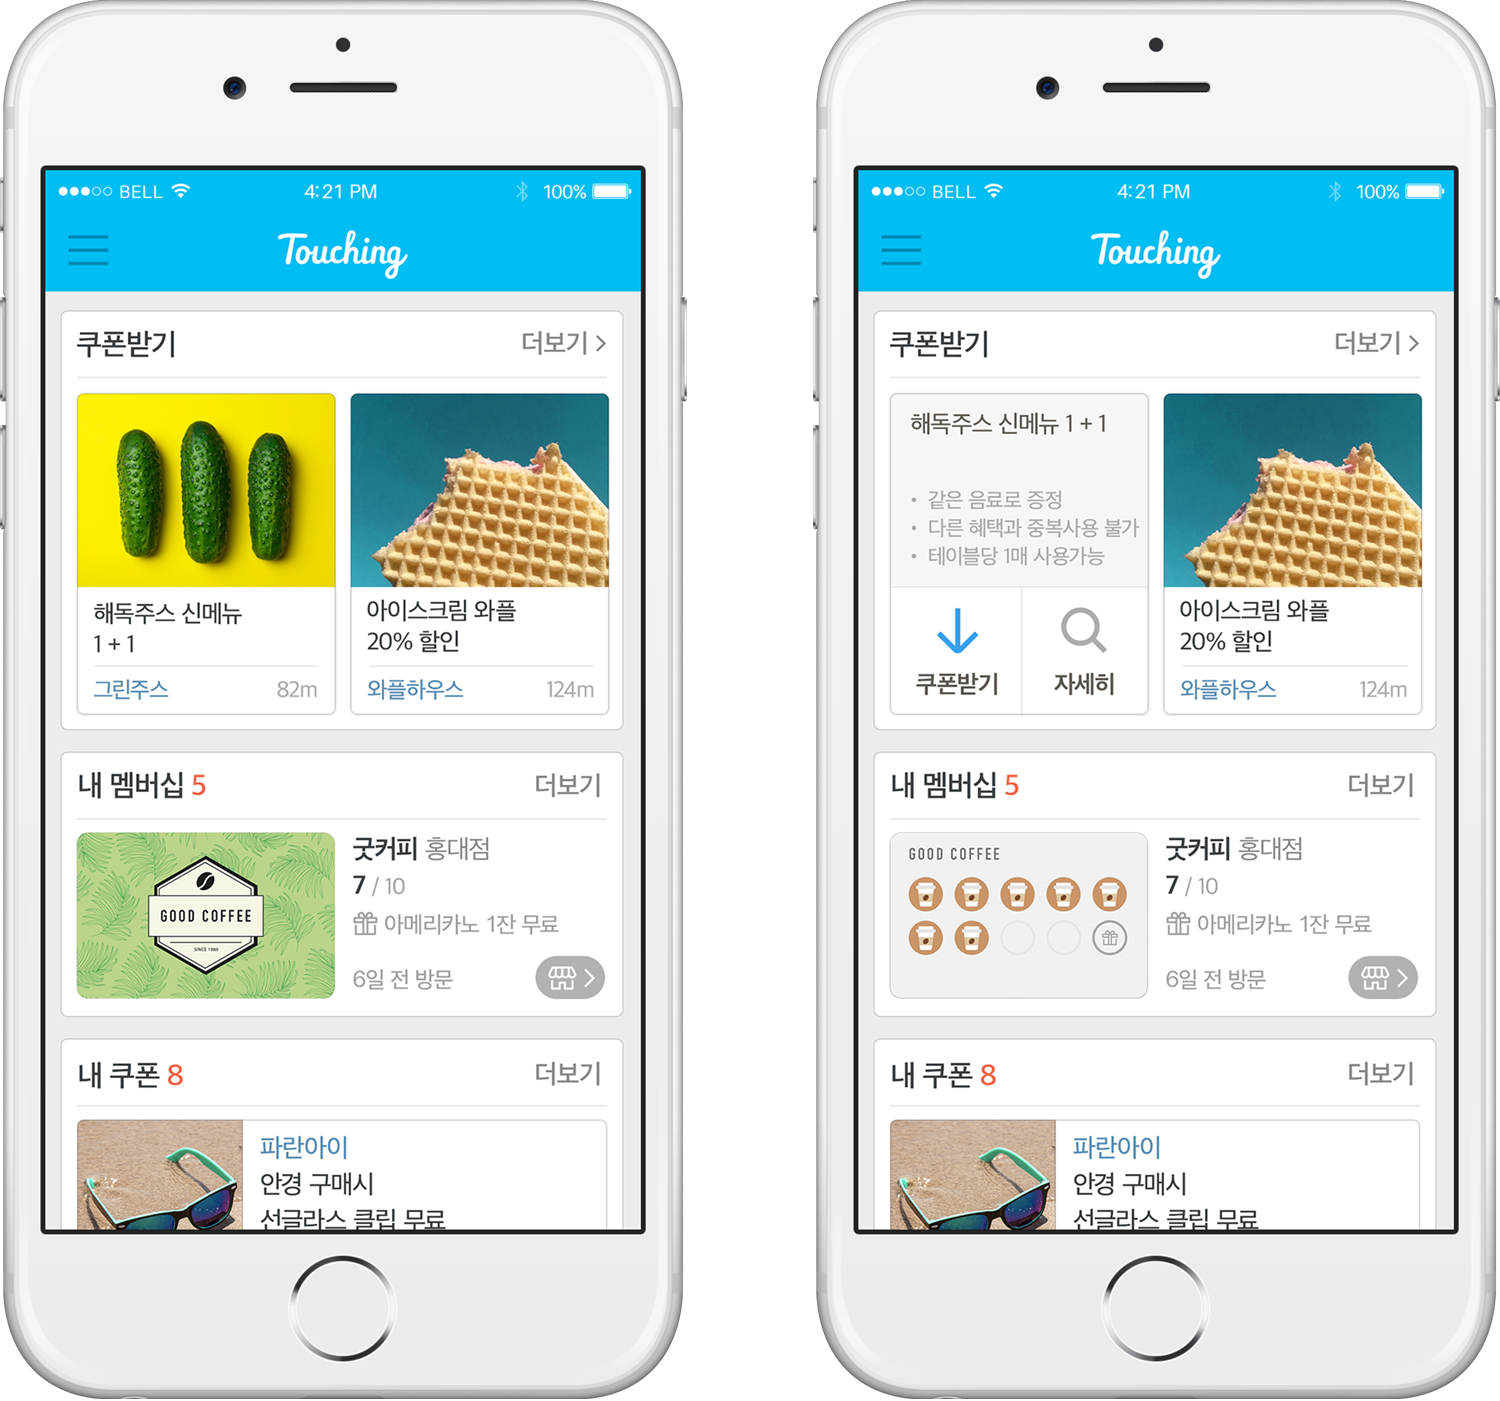 BELL 4:21 PM 100%
Touching
쿠폰받기 더보기 >
해독주스 신메뉴
1 + 1
그린주스 82m
아이스크림 와플
20% 할인
와플하우스 124m
내 멤버십 5 더보기
GOOD COFFEE
SINCE 1980
굿커피 홍대점
7 / 10
아메리카노 1잔 무료
6일 전 방문
내 쿠폰 8 더보기
파란아이
안경 구매시
선글라스 클립 무료
BELL 4:21 PM 100%
Touching
쿠폰받기 더보기 >
해독주스 신메뉴 1 + 1
• 같은 음료로 증정
• 다른 혜택과 중복사용 불가
• 테이블당 1매 사용가능
쿠폰받기 자세히
아이스크림 와플
20% 할인
와플하우스 124m
내 멤버십 5 더보기
GOOD COFFEE
굿커피 홍대점
7 / 10
아메리카노 1잔 무료
6일 전 방문
내 쿠폰 8 더보기
파란아이
안경 구매시
선글라스 클립 무료